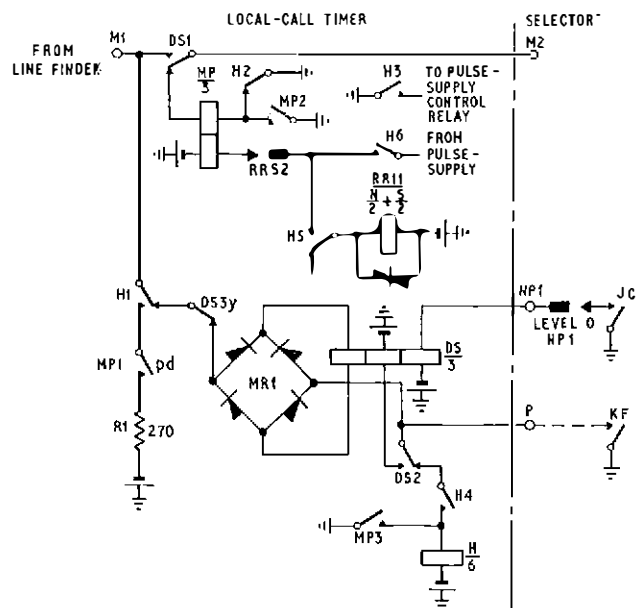 LOCAL-CALL TIMER
SELECTOR
M1
DS1
M2
FROM
LINE FINDER
MP
3
H2
MP2
H3
TO PULSE-
SUPPLY
CONTROL
RELAY
RRS2
H6
FROM
PULSE-
SUPPLY
RR11
N + S
2 2
H5
H1
DS3y
NP1
JC
LEVEL 0
NP1
MP1
pd
MR1
DS
3
R1
270
P
KF
DS2
H4
MP3
H
6